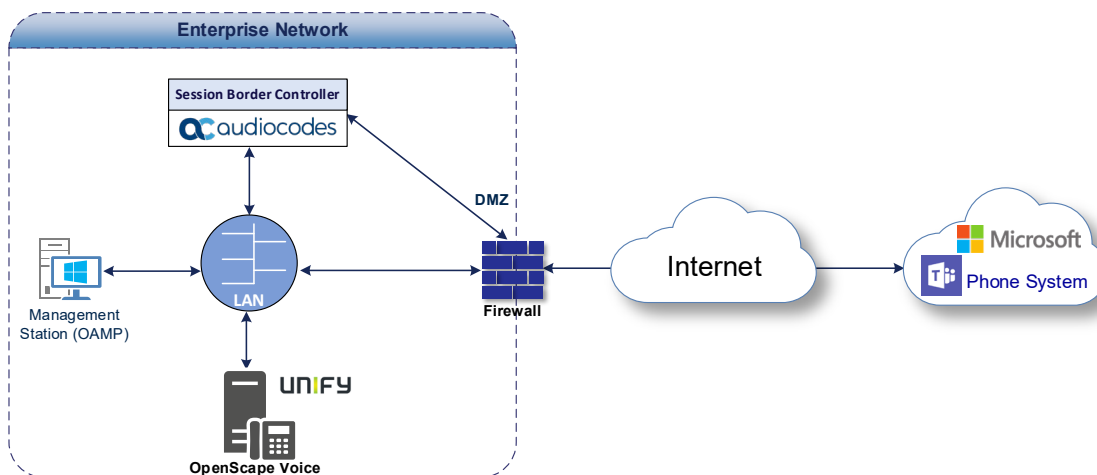 Enterprise Network
Session Border Controller
audiocodes
DMZ
Internet
Microsoft
T
Phone System
LAN
Firewall
Management
Station (OAMP)
UNIFY
OpenScape Voice